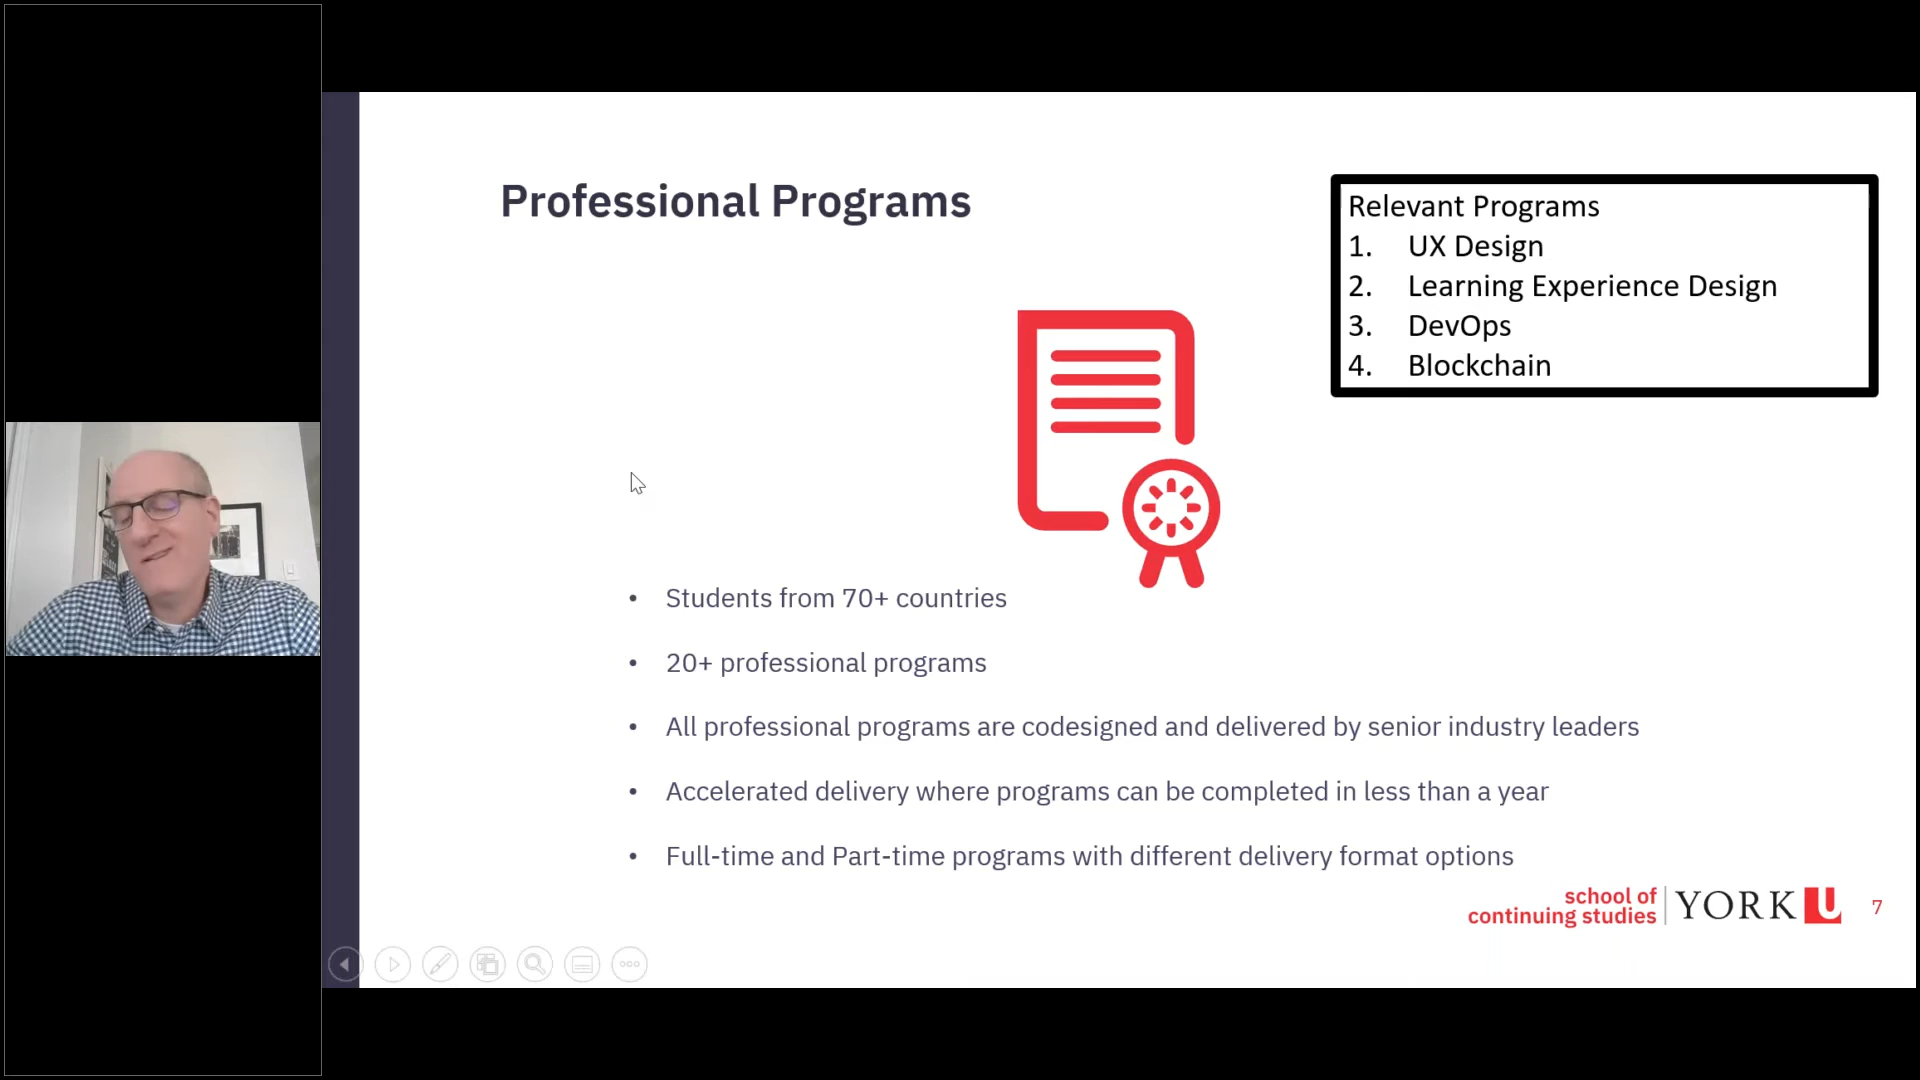 Professional Programs
Relevant Programs
1. UX Design
2. Learning Experience Design
3. DevOps
4. Blockchain
• Students from 70+ countries
• 20+ professional programs
• All professional programs are codesigned and delivered by senior industry leaders
• Accelerated delivery where programs can be completed in less than a year
• Full-time and Part-time programs with different delivery format options
school of
continuing studies
YORK U
7